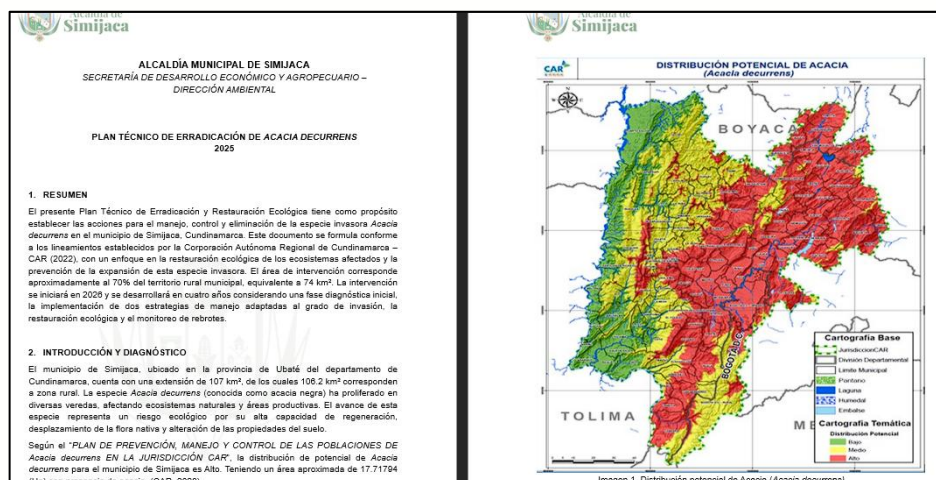 Alcaldía de
Simijaca
ALCALDÍA MUNICIPAL DE SIMIJACA
SECRETARÍA DE DESARROLLO ECONÓMICO Y AGROPECUARIO –
DIRECCIÓN AMBIENTAL
PLAN TÉCNICO DE ERRADICACIÓN DE ACACIA DECURRENS
2025
1. RESUMEN
El presente Plan Técnico de Erradicación y Restauración Ecológica tiene como propósito
establecer las acciones para el manejo, control y eliminación de la especie invasora Acacia
decurrens en el municipio de Simijaca, Cundinamarca. Este documento se formula conforme
a los lineamientos establecidos por la Corporación Autónoma Regional de Cundinamarca –
CAR (2022), con un enfoque en la restauración ecológica de los ecosistemas afectados y la
prevención de la expansión de esta especie invasora. El área de intervención corresponde
aproximadamente al 70% del territorio rural municipal, equivalente a 74 km². La intervención
se iniciará en 2026 y se desarrollará en cuatro años considerando una fase diagnóstica inicial,
la implementación de dos estrategias de manejo adaptadas al grado de invasión, la
restauración ecológica y el monitoreo de rebrotes.
2. INTRODUCCIÓN Y DIAGNÓSTICO
El municipio de Simijaca, ubicado en la provincia de Ubaté del departamento de
Cundinamarca, cuenta con una extensión de 107 km², de los cuales 106.2 km² corresponden
a zona rural. La especie Acacia decurrens (conocida como acacia negra) ha proliferado en
diversas veredas, afectando ecosistemas naturales y áreas productivas. El avance de esta
especie representa un riesgo ecológico por su alta capacidad de regeneración,
desplazamiento de la flora nativa y alteración de las propiedades del suelo.
Según el "PLAN DE PREVENCIÓN, MANEJO Y CONTROL DE LAS POBLACIONES DE
Acacia decurrens EN LA JURISDICCIÓN CAR", la distribución de potencial de Acacia
decurrens para el municipio de Simijaca es Alto. Teniendo un área aproximada de 17.71794
Alcaldía de
Simijaca
CAR
DISTRIBUCIÓN POTENCIAL DE ACACIA
(Acacia decurrens)
BOYACA
BOGOTÁ D.C.
TOLIMA
ME
Cartografía Base
JurisdiccionCAR
División Departamental
Limite Municipal
Pantano
Laguna
Humedal
Embalse
Cartografía Temática
Distribución Potencial
Bajo
Medio
Alto
Imagen 1. Distribución potencial de Acacia (Acacia decurrens)